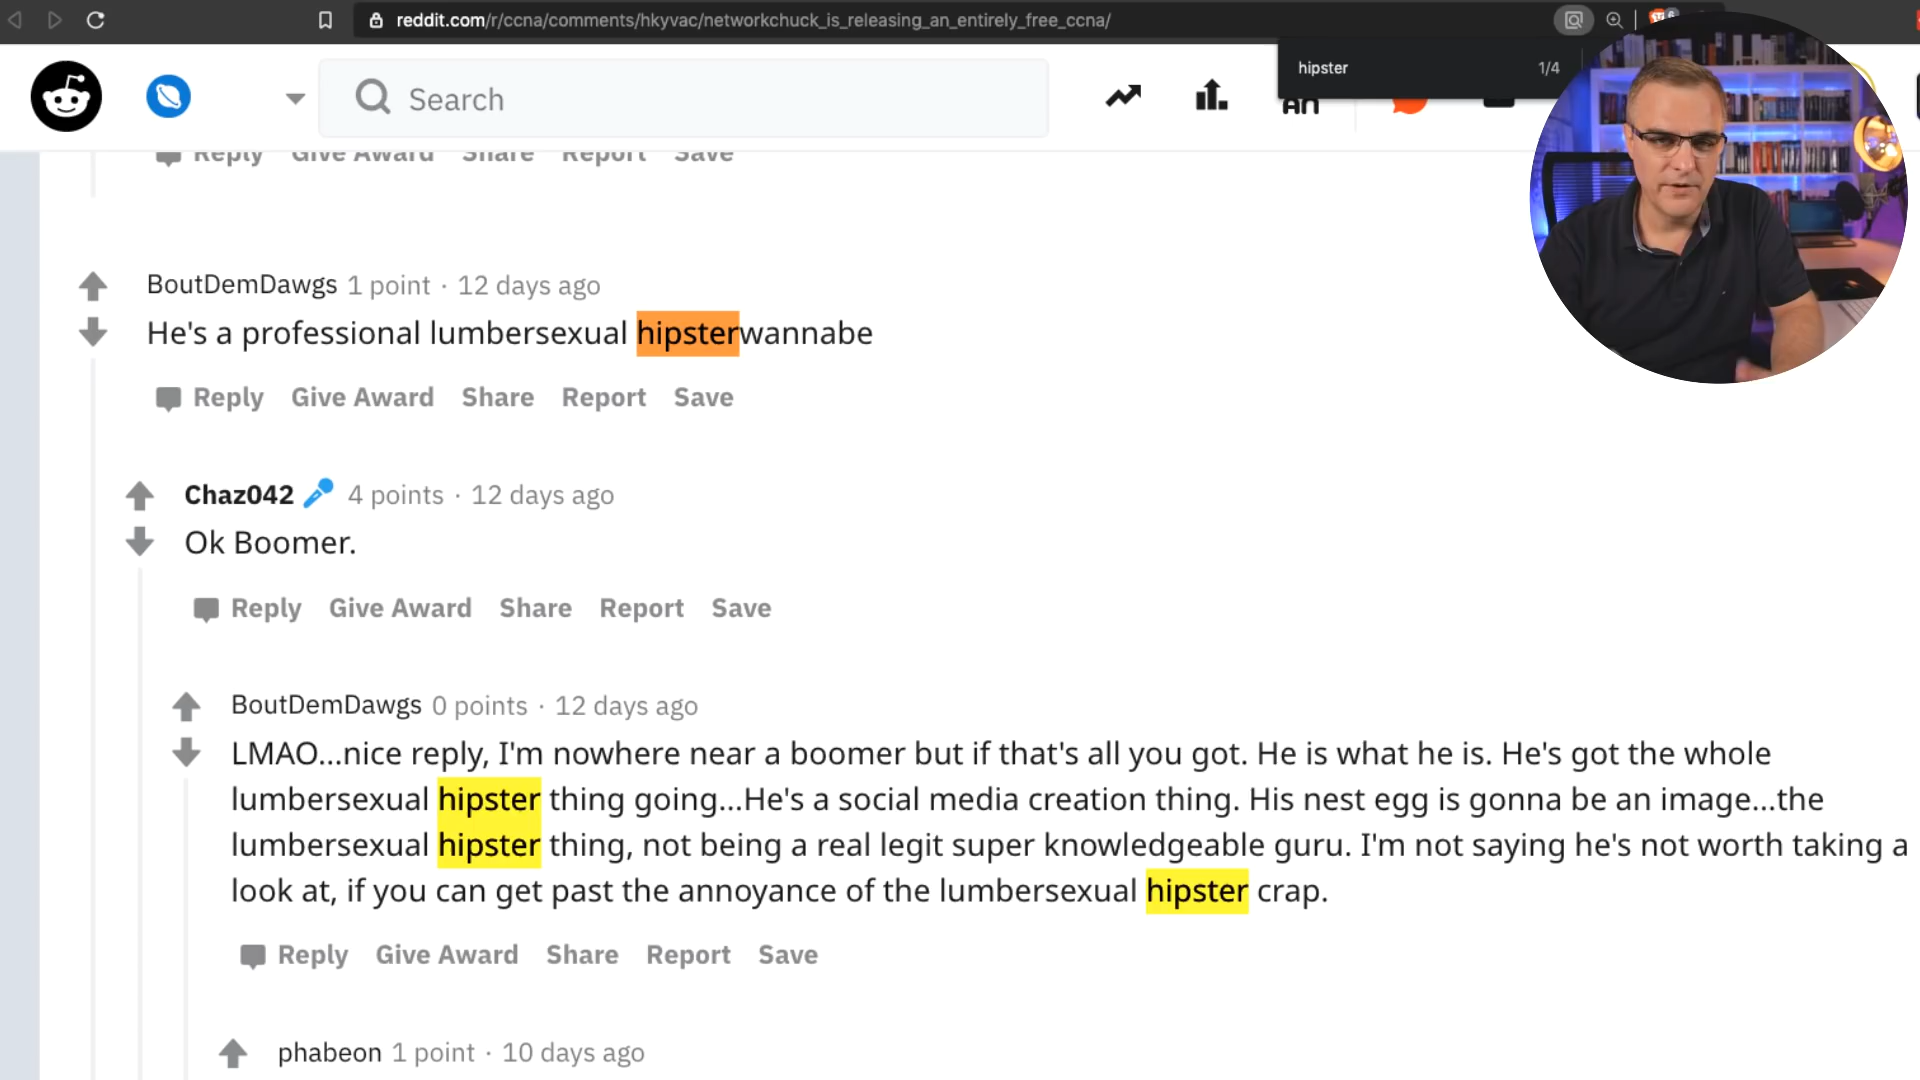 reddit.com/r/ccna/comments/hkyvac/networkchuck_is_releasing_an_entirely_free_ccna/
hipster 1/4
Search
Reply Give Award Share Report Save
BoutDemDawgs 1 point · 12 days ago
He's a professional lumbersexual hipsterwannabe
Reply Give Award Share Report Save
Chaz042 4 points · 12 days ago
Ok Boomer.
Reply Give Award Share Report Save
BoutDemDawgs 0 points · 12 days ago
LMAO...nice reply, I'm nowhere near a boomer but if that's all you got. He is what he is. He's got the whole
lumbersexual hipster thing going...He's a social media creation thing. His nest egg is gonna be an image...the
lumbersexual hipster thing, not being a real legit super knowledgeable guru. I'm not saying he's not worth taking a
look at, if you can get past the annoyance of the lumbersexual hipster crap.
Reply Give Award Share Report Save
phabeon 1 point · 10 days ago